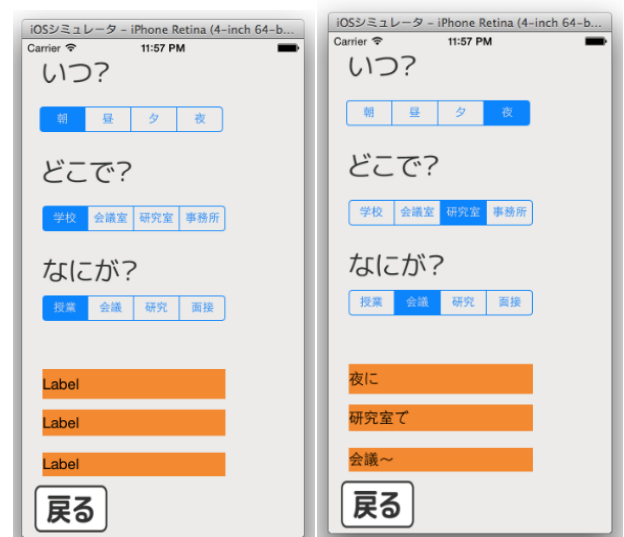 iOSシミュレータ – iPhone Retina (4-inch 64-b...
Carrier 11:57 PM
いつ?
朝 昼 夕 夜
どこで?
学校 会議室 研究室 事務所
なにが?
授業 会議 研究 面接
Label
Label
Label
戻る
iOSシミュレータ – iPhone Retina (4-inch 64-b...
Carrier 11:57 PM
いつ?
朝 昼 夕 夜
どこで?
学校 会議室 研究室 事務所
なにが?
授業 会議 研究 面接
夜に
研究室で
会議〜
戻る